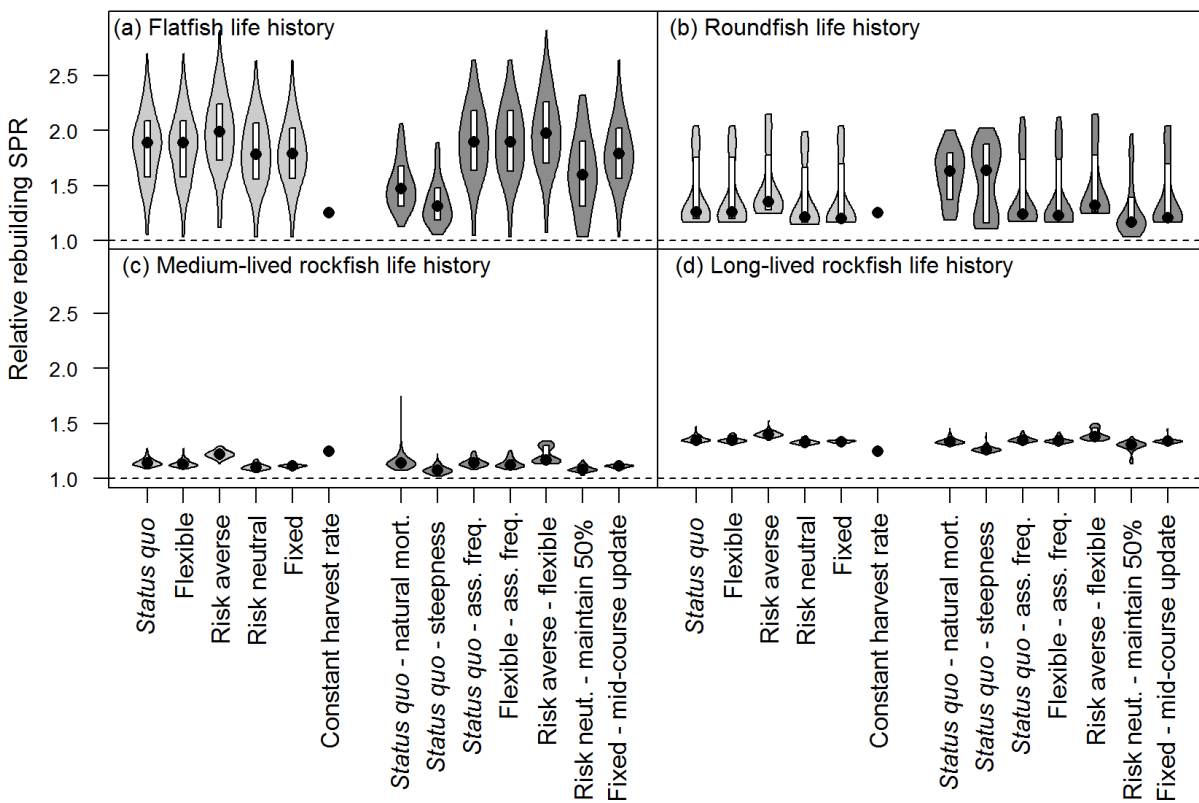 (a) Flatfish life history
(b) Roundfish life history
2.5
2.0
1.5
1.0
Relative rebuilding SPR
(c) Medium-lived rockfish life history
(d) Long-lived rockfish life history
2.5
2.0
1.5
1.0
Status quo
Flexible
Risk averse
Risk neutral
Fixed
Constant harvest rate
Status quo - natural mort.
Status quo - steepness
Status quo - ass. freq.
Flexible - ass. freq.
Risk averse - flexible
Risk neut. - maintain 50%
Fixed - mid-course update
Status quo
Flexible
Risk averse
Risk neutral
Fixed
Constant harvest rate
Status quo - natural mort.
Status quo - steepness
Status quo - ass. freq.
Flexible - ass. freq.
Risk averse - flexible
Risk neut. - maintain 50%
Fixed - mid-course update